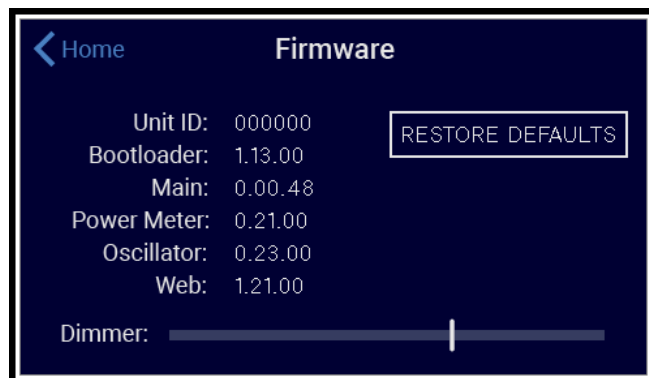 Home
Firmware
Unit ID: 000000
RESTORE DEFAULTS
Bootloader: 1.13.00
Main: 0.00.48
Power Meter: 0.21.00
Oscillator: 0.23.00
Web: 1.21.00
Dimmer: